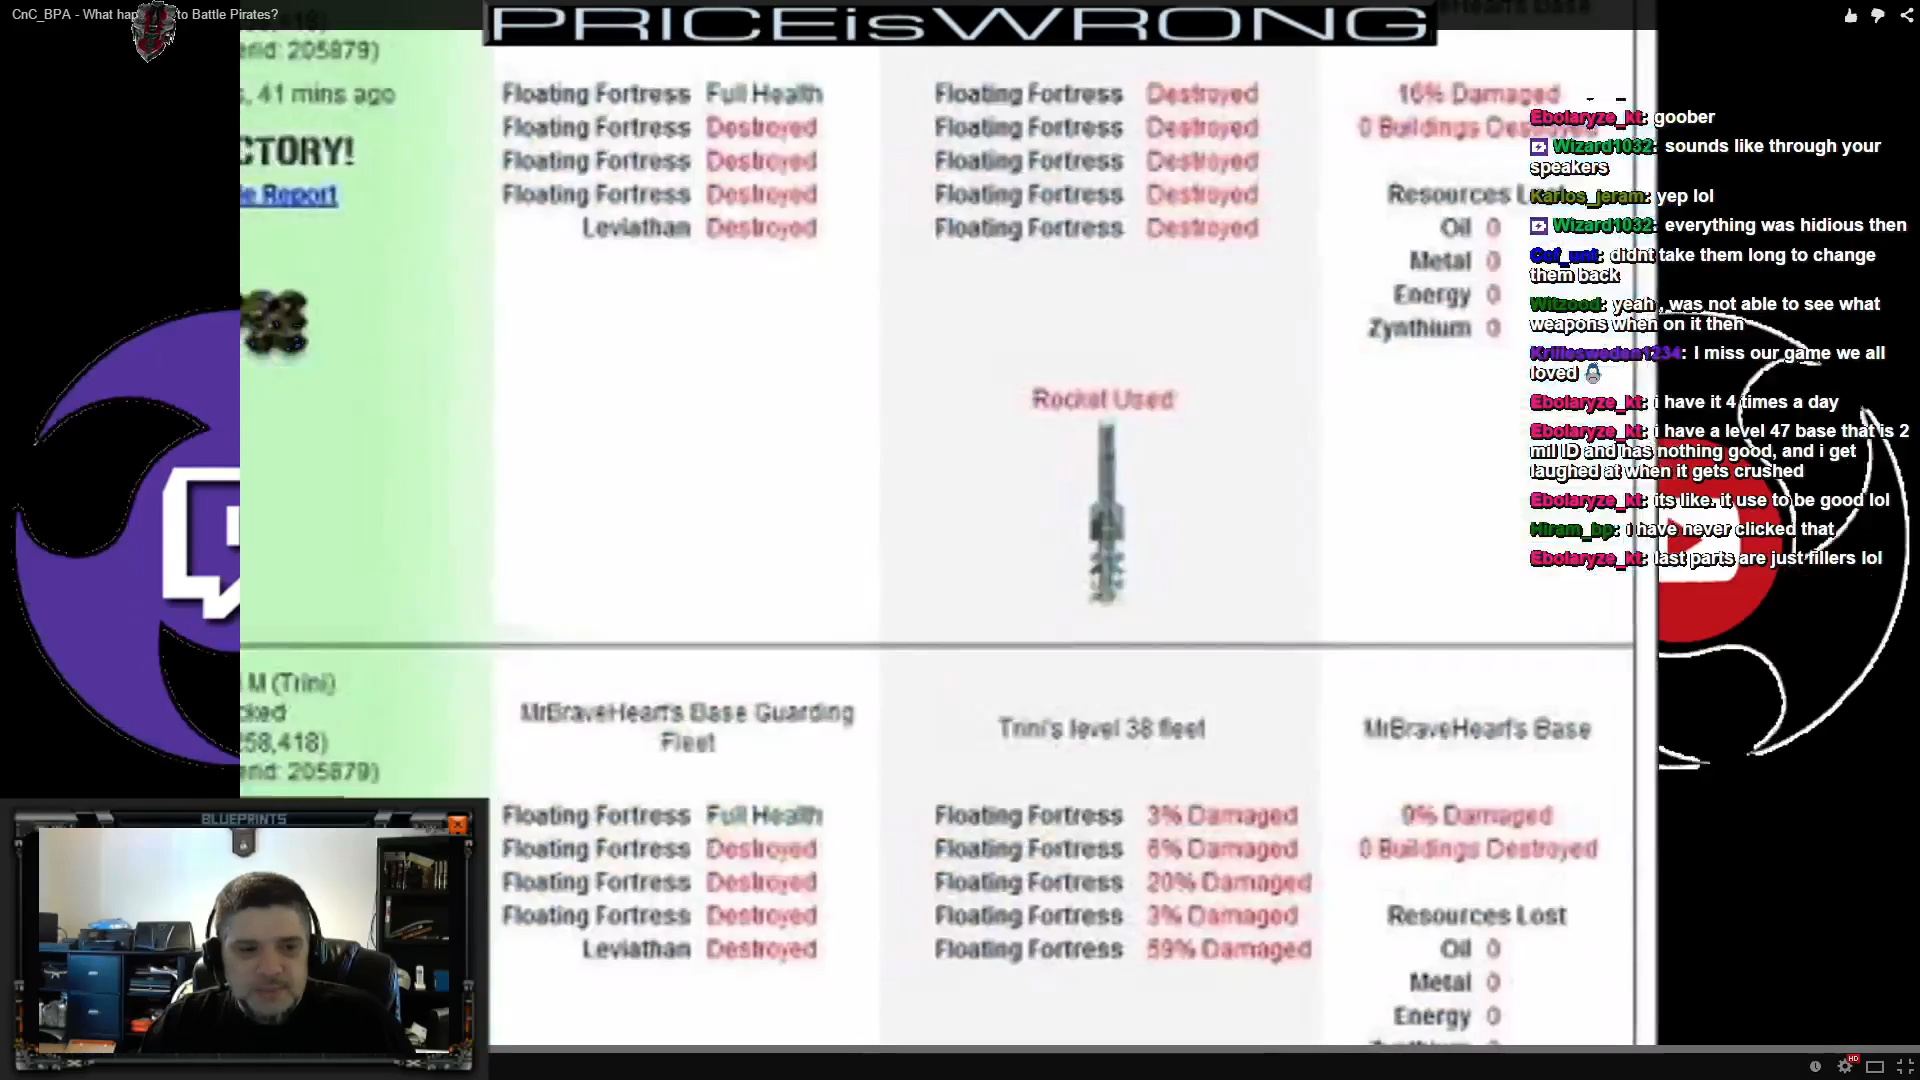 CnC_BPA - What hap to Battle Pirates?
PRICEisWRONG
erid: 205879)
, 41 mins ago
CTORY!
le Report
Floating Fortress Full Health
Floating Fortress Destroyed
Floating Fortress Destroyed
Floating Fortress Destroyed
Leviathan Destroyed
Floating Fortress Destroyed
Floating Fortress Destroyed
Floating Fortress Destroyed
Floating Fortress Destroyed
Floating Fortress Destroyed
Rocket Used
16% Damaged
0 Buildings Destroyed
Resources Lost
Oil 0
Metal 0
Energy 0
Zynthium 0
Ebolaryze_kt: goober
Wizard1032: sounds like through your
speakers
Karlos_jeram: yep lol
Wizard1032: everything was hidious then
Ccf_unt: didnt take them long to change
them back
Witzood: yeah , was not able to see what
weapons when on it then
Krillesweden1234: I miss our game we all
loved
Ebolaryze_kt: i have it 4 times a day
Ebolaryze_kt: i have a level 47 base that is 2
mil ID and has nothing good, and i get
laughed at when it gets crushed
Ebolaryze_kt: its like. it use to be good lol
Hiram_bp: i have never clicked that
Ebolaryze_kt: last parts are just fillers lol
M (Trini)
cked
258,418)
erid: 205879)
MrBraveHeart's Base Guarding
Fleet
Floating Fortress Full Health
Floating Fortress Destroyed
Floating Fortress Destroyed
Floating Fortress Destroyed
Leviathan Destroyed
Trini's level 38 fleet
Floating Fortress 3% Damaged
Floating Fortress 6% Damaged
Floating Fortress 20% Damaged
Floating Fortress 3% Damaged
Floating Fortress 59% Damaged
MrBraveHeart's Base
0% Damaged
0 Buildings Destroyed
Resources Lost
Oil 0
Metal 0
Energy 0
BLUEPRINTS
HD